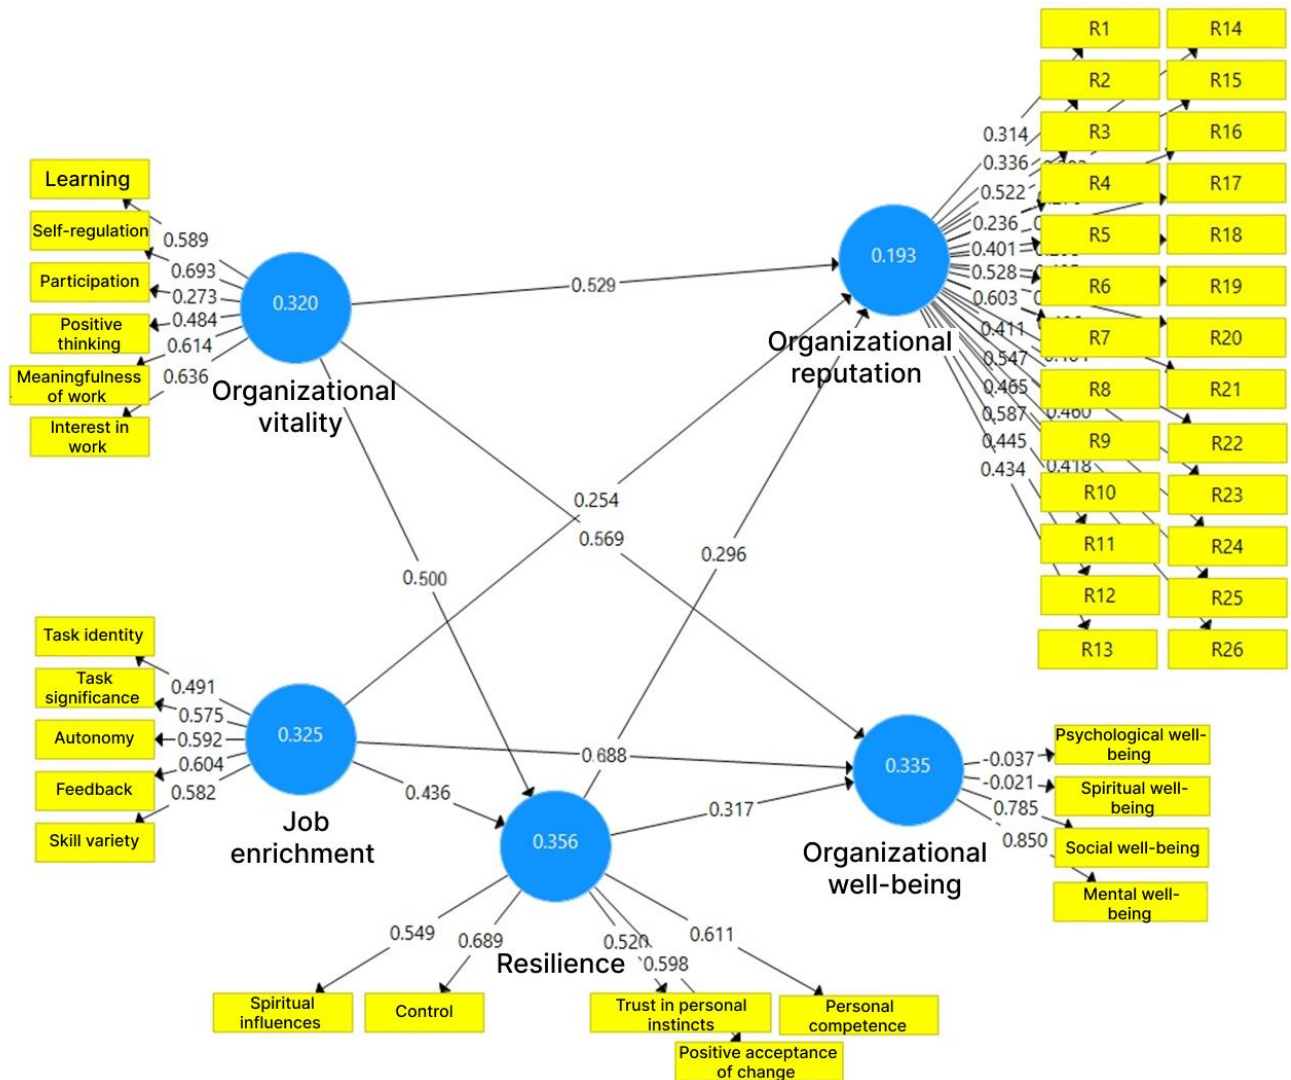 R1
R14
R2
R15
0.314
R3
R16
0.336
R4
R17
0.522
0.236
R5
R18
0.401
0.528
R6
R19
0.603
0.411
R7
R20
0.547
R8
R21
0.465
0.587
0.460
R9
R22
0.445
0.434
0.418
R10
R23
R11
R24
R12
R25
R13
R26
0.193
Organizational
reputation
Learning
Self-regulation
Participation
Positive
thinking
Meaningfulness
of work
Interest in
work
0.589
0.693
0.273
0.484
0.614
0.636
0.320
Organizational
vitality
0.529
0.254
0.569
0.500
0.296
Task identity
Task
significance
Autonomy
Feedback
Skill variety
0.491
0.575
0.592
0.604
0.582
0.325
Job
enrichment
0.688
0.436
0.317
0.356
Resilience
0.335
Organizational
well-being
-0.037
-0.021
0.785
0.850
Psychological well-
being
Spiritual well-
being
Social well-being
Mental well-
being
0.549
0.689
0.520
0.598
0.611
Spiritual
influences
Control
Trust in personal
instincts
Personal
competence
Positive acceptance
of change